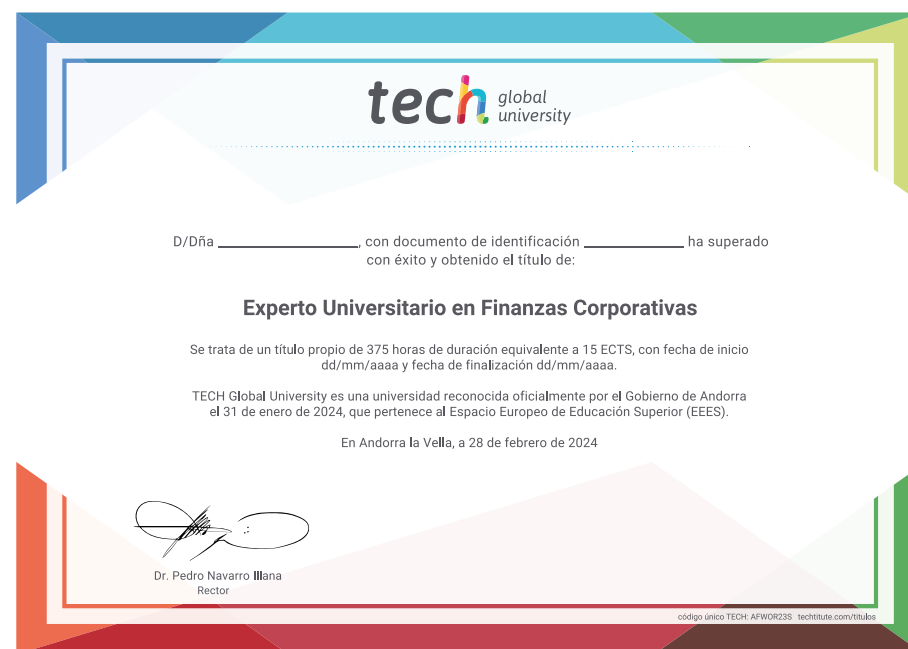 tech global university
D/Dña ____________________, con documento de identificación ______________ ha superado
con éxito y obtenido el título de:
Experto Universitario en Finanzas Corporativas
Se trata de un título propio de 375 horas de duración equivalente a 15 ECTS, con fecha de inicio
dd/mm/aaaa y fecha de finalización dd/mm/aaaa.
TECH Global University es una universidad reconocida oficialmente por el Gobierno de Andorra
el 31 de enero de 2024, que pertenece al Espacio Europeo de Educación Superior (EEES).
En Andorra la Vella, a 28 de febrero de 2024
Dr. Pedro Navarro Illana
Rector
código único TECH: AFWOR23S techtitute.com/titulos